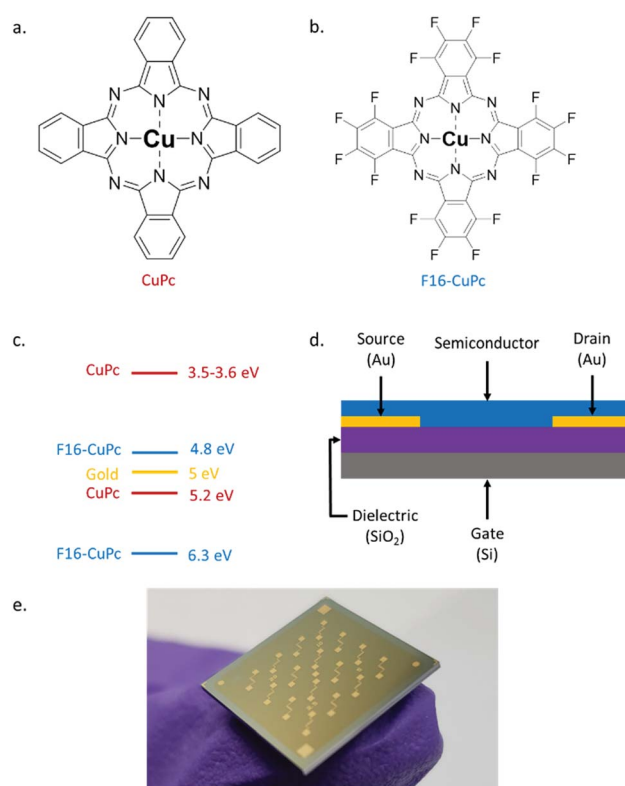 a.
b.
N
N
N
N
Cu
N
N
N
N
CuPc
F
F
F
F
N
N
N
F
F
F
F
N
Cu
N
F
F
F
F
N
N
N
F
F
F
F
F16-CuPc
c.
CuPc 3.5-3.6 eV
F16-CuPc 4.8 eV
Gold 5 eV
CuPc 5.2 eV
F16-CuPc 6.3 eV
d.
Source
(Au)
Semiconductor
Drain
(Au)
Dielectric
(SiO₂)
Gate
(Si)
e.